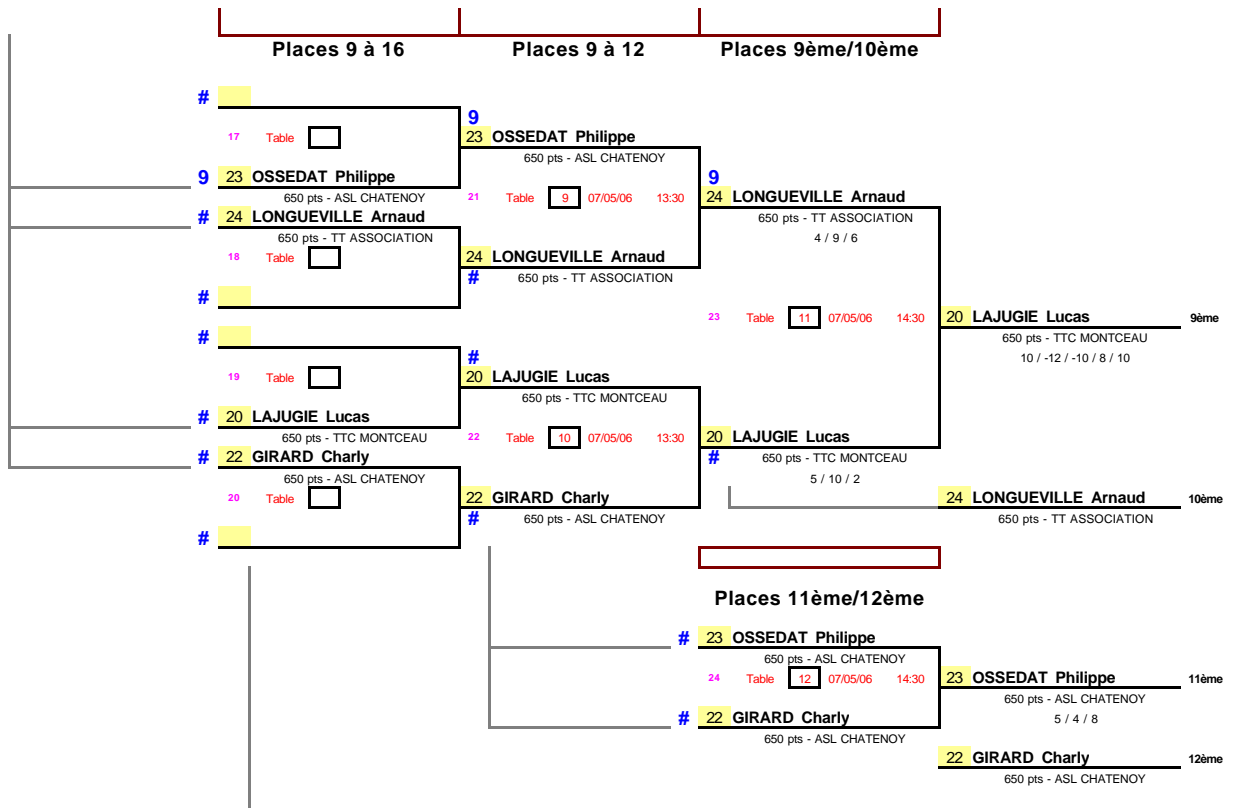 Places 9 à 16 Places 9 à 12 Places 9ème/10ème
#
9
17 Table 23 OSSEDAT Philippe
650 pts - ASL CHATENOY
9 23 OSSEDAT Philippe 9
650 pts - ASL CHATENOY 21 Table 9 07/05/06 13:30 24 LONGUEVILLE Arnaud
# 24 LONGUEVILLE Arnaud 650 pts - TT ASSOCIATION
650 pts - TT ASSOCIATION 4 / 9 / 6
18 Table 24 LONGUEVILLE Arnaud
# 650 pts - TT ASSOCIATION
#
23 Table 11 07/05/06 14:30 20 LAJUGIE Lucas 9ème
# 650 pts - TTC MONTCEAU
# 10 / -12 / -10 / 8 / 10
19 Table 20 LAJUGIE Lucas
650 pts - TTC MONTCEAU
# 20 LAJUGIE Lucas
650 pts - TTC MONTCEAU 22 Table 10 07/05/06 13:30 20 LAJUGIE Lucas
# 22 GIRARD Charly # 650 pts - TTC MONTCEAU
650 pts - ASL CHATENOY 5 / 10 / 2
20 Table 22 GIRARD Charly 24 LONGUEVILLE Arnaud 10ème
# 650 pts - ASL CHATENOY 650 pts - TT ASSOCIATION
#
Places 11ème/12ème
# 23 OSSEDAT Philippe
650 pts - ASL CHATENOY
24 Table 12 07/05/06 14:30 23 OSSEDAT Philippe 11ème
650 pts - ASL CHATENOY
# 22 GIRARD Charly 5 / 4 / 8
650 pts - ASL CHATENOY
22 GIRARD Charly 12ème
650 pts - ASL CHATENOY